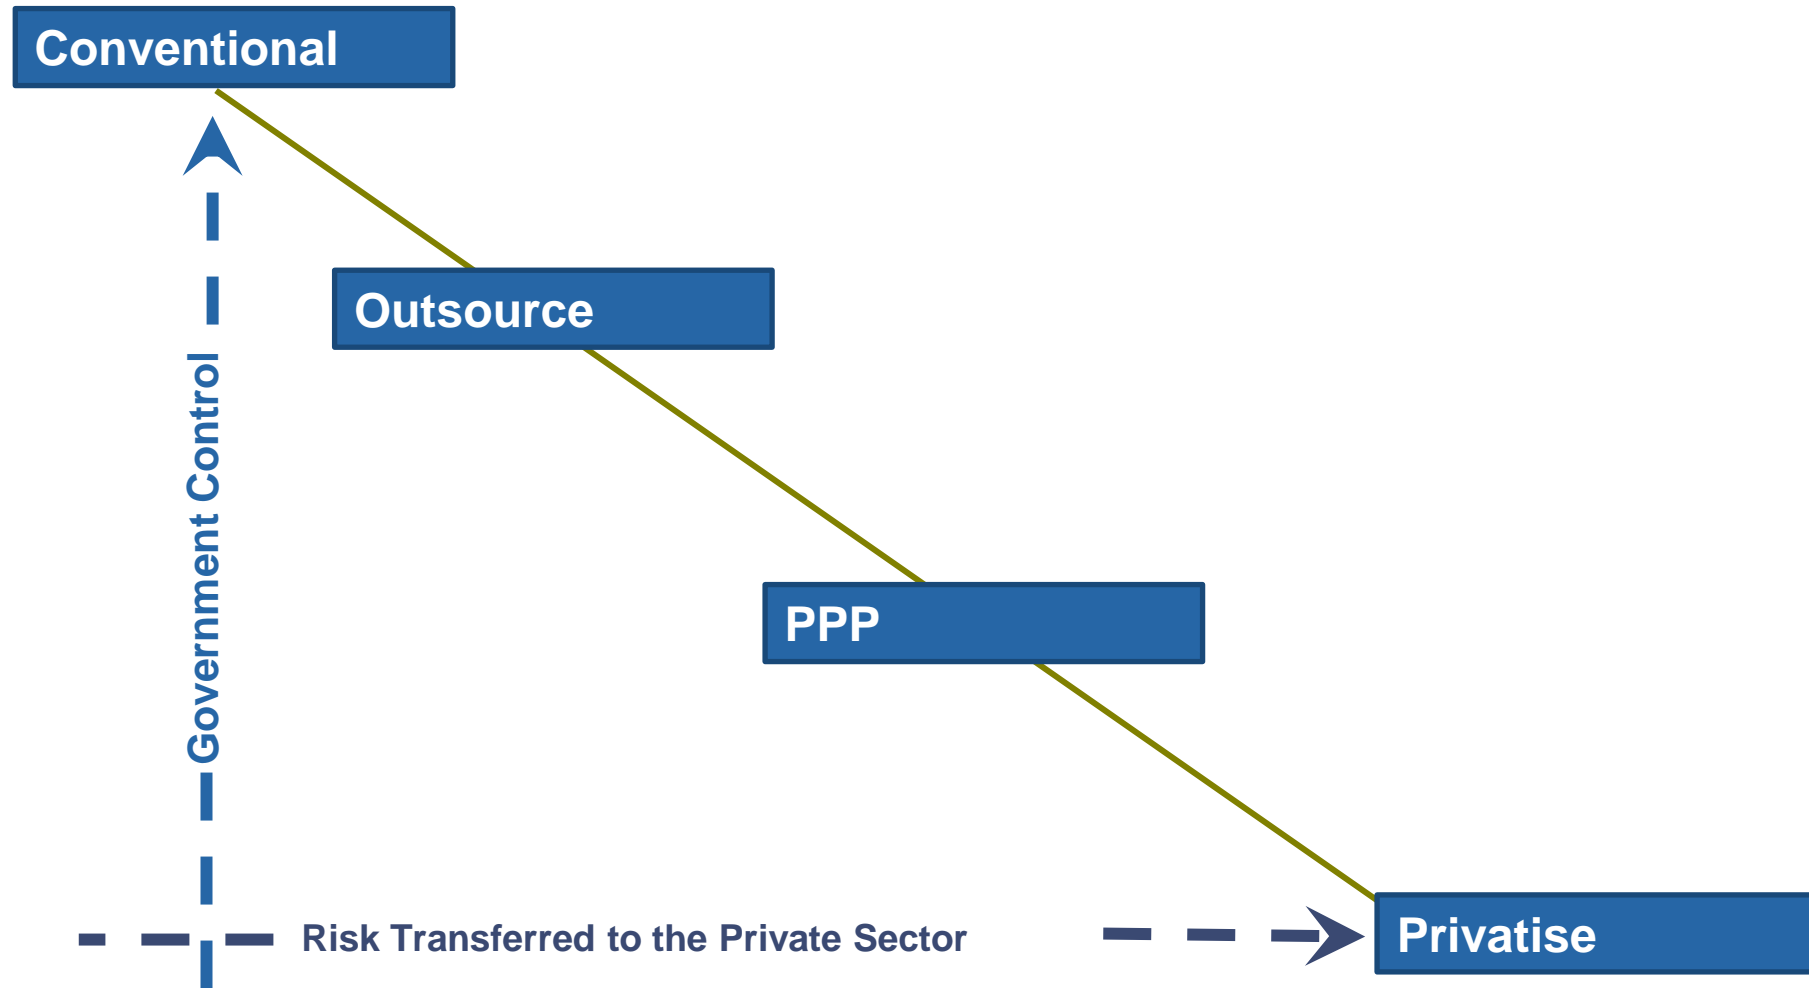 Conventional
Outsource
Government Control
PPP
Risk Transferred to the Private Sector
Privatise